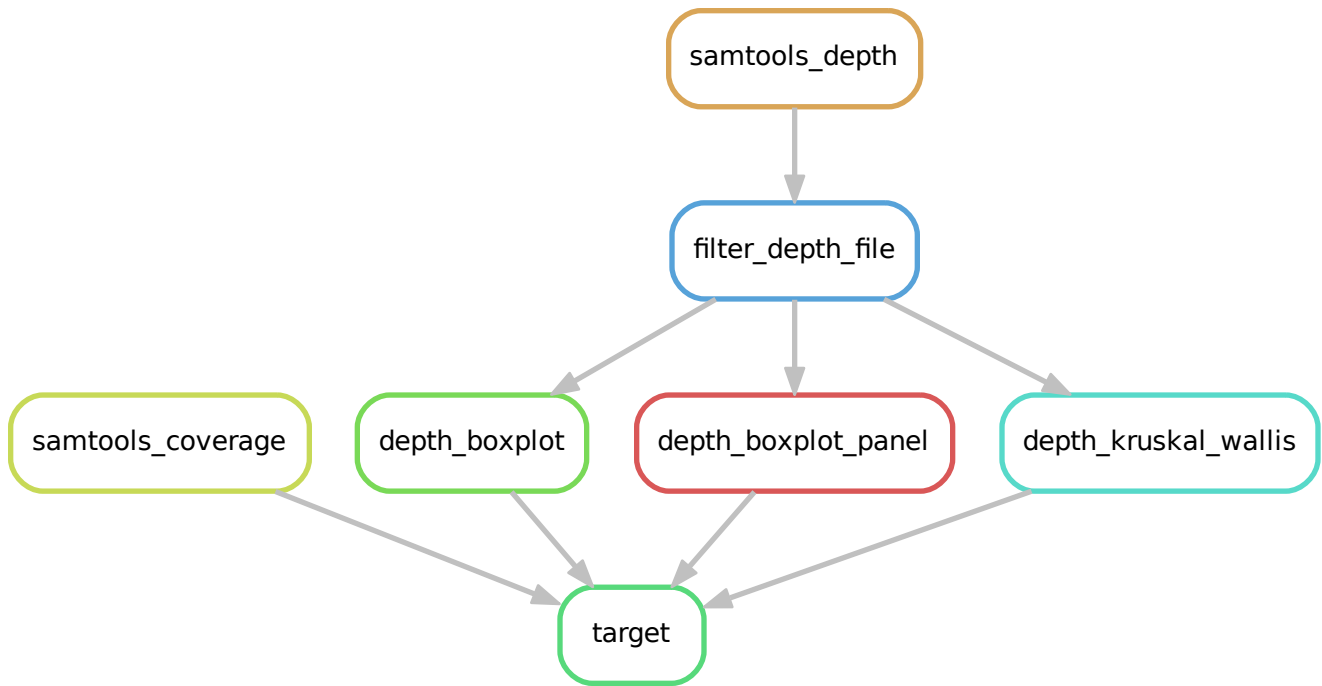 samtools_depth
filter_depth_file
samtools_coverage
depth_boxplot
depth_boxplot_panel
depth_kruskal_wallis
target